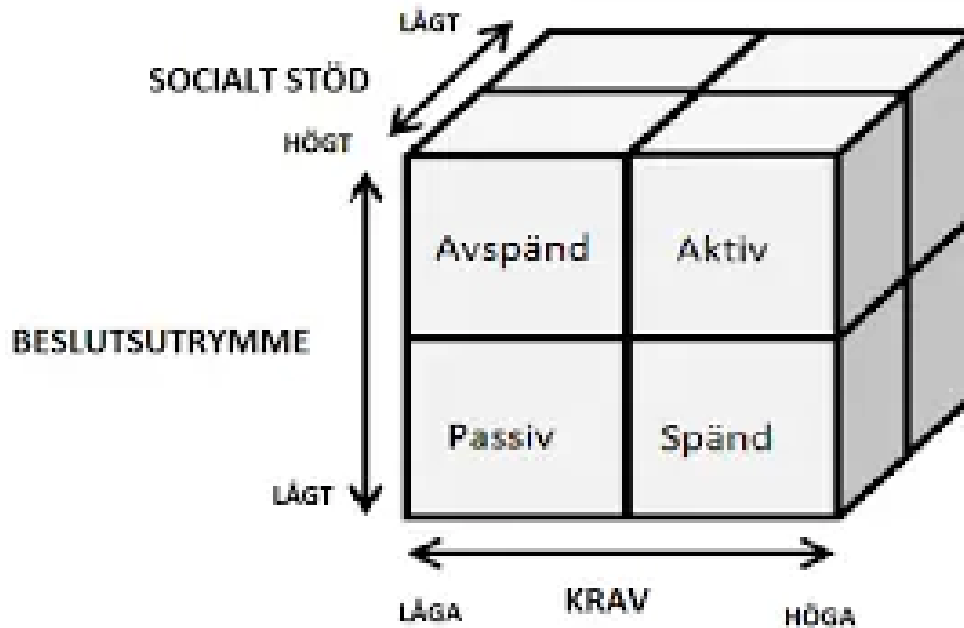 LÅGT
SOCIALT STÖD
HÖGT
Avspänd Aktiv
BESLUTSUTRYMME
Passiv Spänd
LÅGT
LÅGA KRAV HÖGA